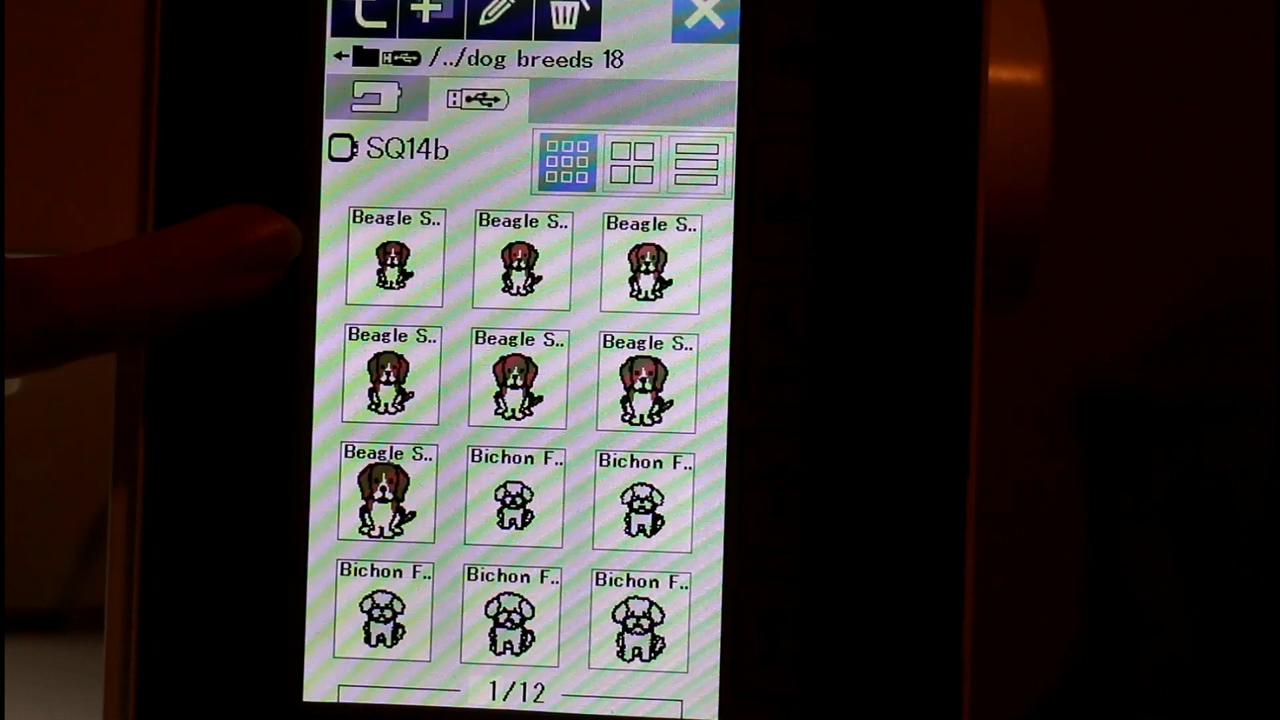 /../dog breeds 18
SQ14b
Beagle S.. Beagle S.. Beagle S..
Beagle S.. Beagle S.. Beagle S..
Beagle S.. Bichon F.. Bichon F..
Bichon F.. Bichon F.. Bichon F..
1/12